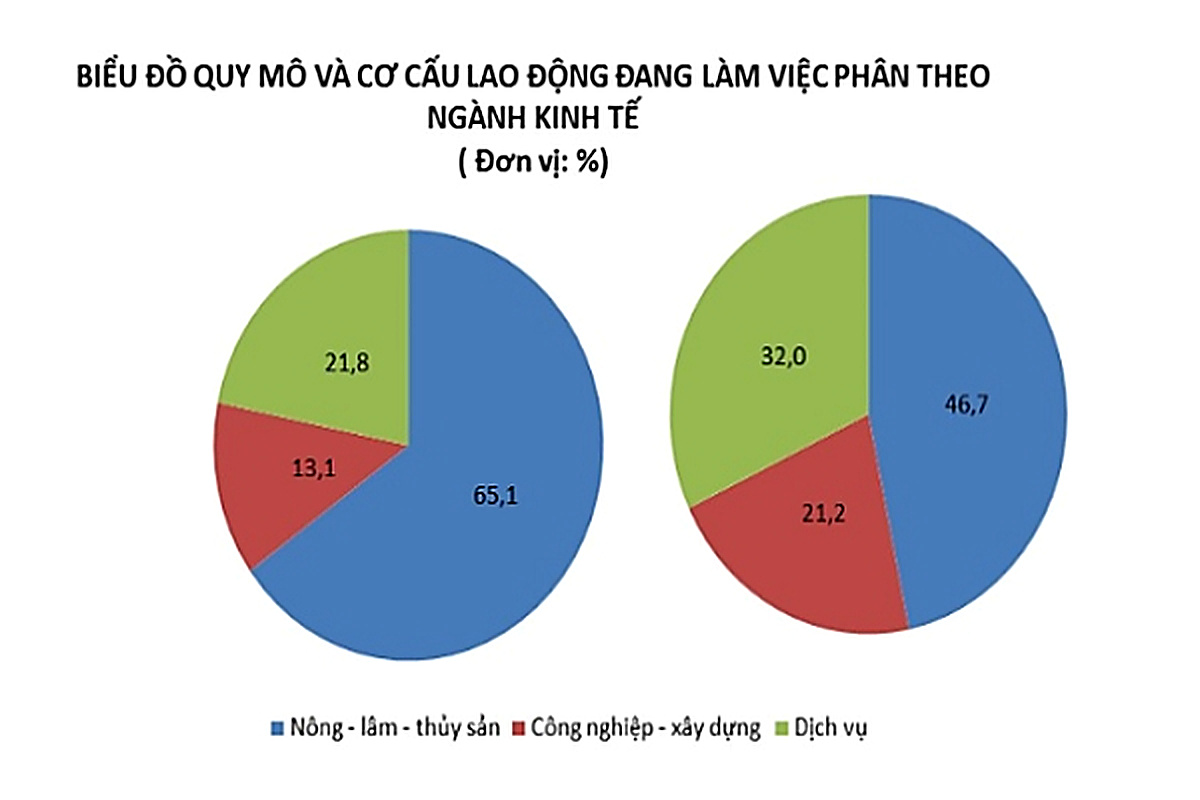 BIỂU ĐỒ QUY MÔ VÀ CƠ CẤU LAO ĐỘNG ĐANG LÀM VIỆC PHÂN THEO
NGÀNH KINH TẾ
( Đơn vị: %)
21,8
13,1
65,1
32,0
46,7
21,2
Nông - lâm - thủy sản Công nghiệp - xây dựng Dịch vụ